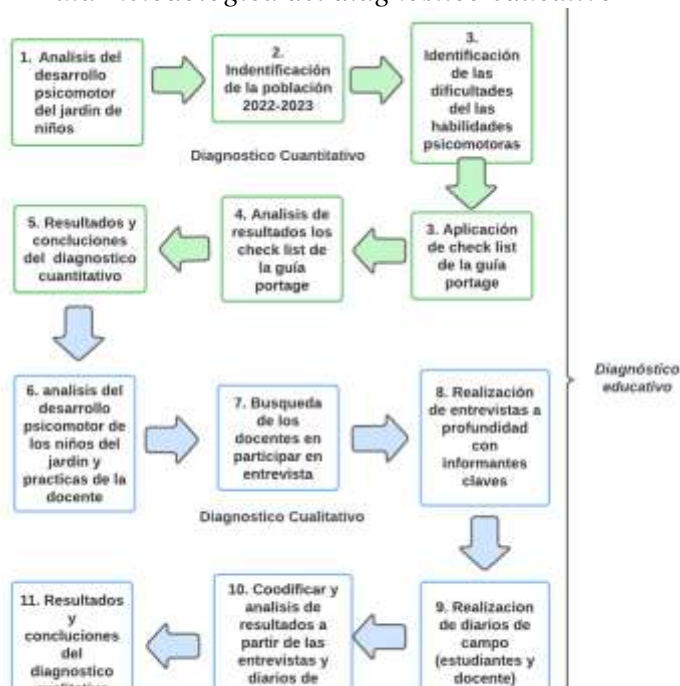 1. Analisis del
desarrollo
psicomotor
del jardin de
niños
2.
Indentificación
de la población
2022-2023
3.
Identificación
de las
dificultades
del las
habilidades
psicomotoras
Diagnostico Cuantitativo
5. Resultados y
concluciones
del diagnostico
cuantitativo
4. Analisis de
resultados los
check list de
la guía
portage
3. Aplicación
de check list
de la guía
portage
Diagnóstico
educativo
6. analisis del
desarrollo
psicomotor de
los niños del
jardin y
practicas de la
docente
7. Busqueda
de los
docentes en
participar en
entrevista
8. Realización
de entrevistas a
profundidad
con
informantes
claves
Diagnostico Cualitativo
11. Resultados
y
concluciones
del
diagnostico
10. Coodificar y
analisis de
resultados a
partir de las
entrevistas y
diarios de
9. Realizacion
de diarios de
campo
(estudiantes y
docente)